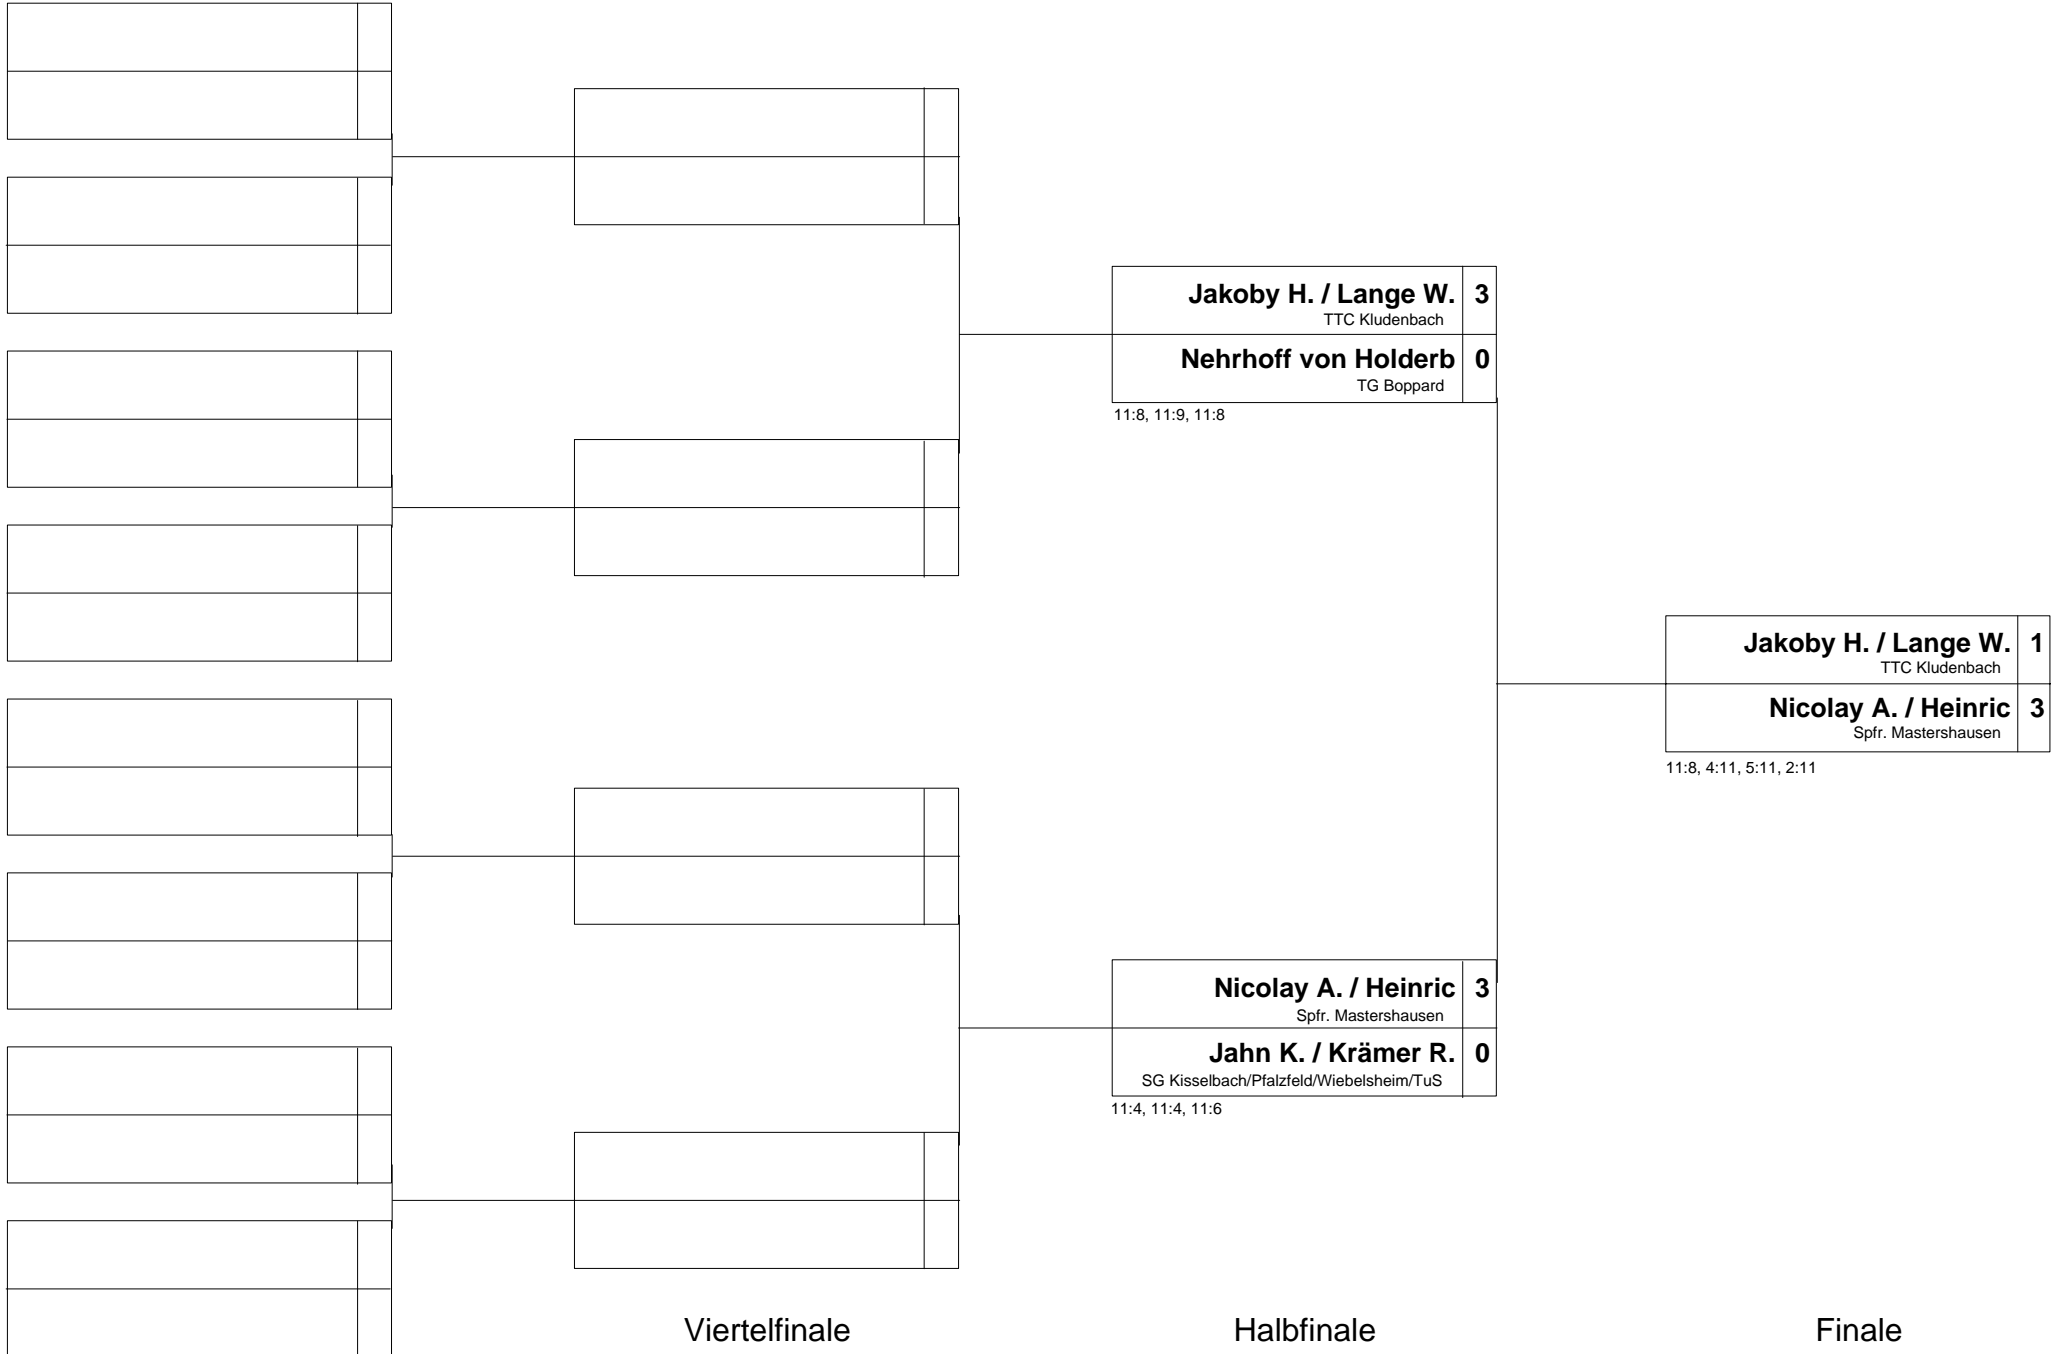 Jakoby H. / Lange W. 3
TTC Kludenbach
Nehrhoff von Holderb 0
TG Boppard
11:8, 11:9, 11:8
Nicolay A. / Heinric 3
Spfr. Mastershausen
Jahn K. / Krämer R. 0
SG Kisselbach/Pfalzfeld/Wiebelsheim/TuS
11:4, 11:4, 11:6
Jakoby H. / Lange W. 1
TTC Kludenbach
Nicolay A. / Heinric 3
Spfr. Mastershausen
11:8, 4:11, 5:11, 2:11
Viertelfinale Halbfinale Finale